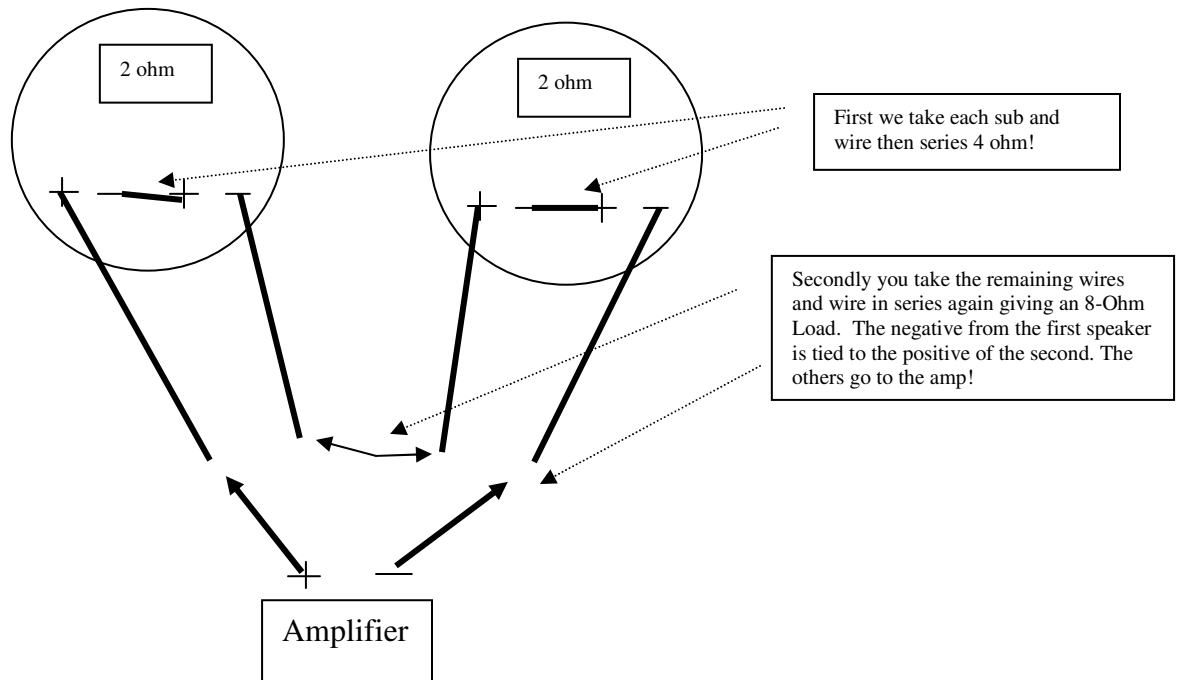 2 ohm
2 ohm
First we take each sub and
wire then series 4 ohm!
Secondly you take the remaining wires
and wire in series again giving an 8-Ohm
Load.  The negative from the first speaker
is tied to the positive of the second. The
others go to the amp!
+ − + −
+ − + −
+ −
Amplifier